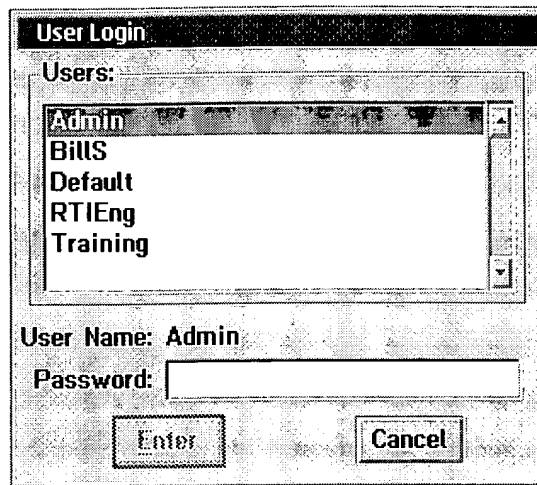 User Login
Users:
Admin
BillS
Default
RTIEng
Training
User Name: Admin
Password:
Enter
Cancel